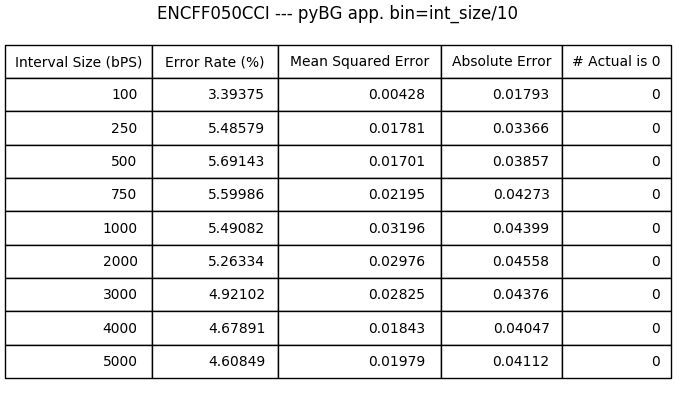 ENCFF050CCI --- pyBG app. bin=int_size/10
Interval Size (bPS) Error Rate (%) Mean Squared Error Absolute Error # Actual is 0
100 3.39375 0.00428 0.01793 0
250 5.48579 0.01781 0.03366 0
500 5.69143 0.01701 0.03857 0
750 5.59986 0.02195 0.04273 0
1000 5.49082 0.03196 0.04399 0
2000 5.26334 0.02976 0.04558 0
3000 4.92102 0.02825 0.04376 0
4000 4.67891 0.01843 0.04047 0
5000 4.60849 0.01979 0.04112 0